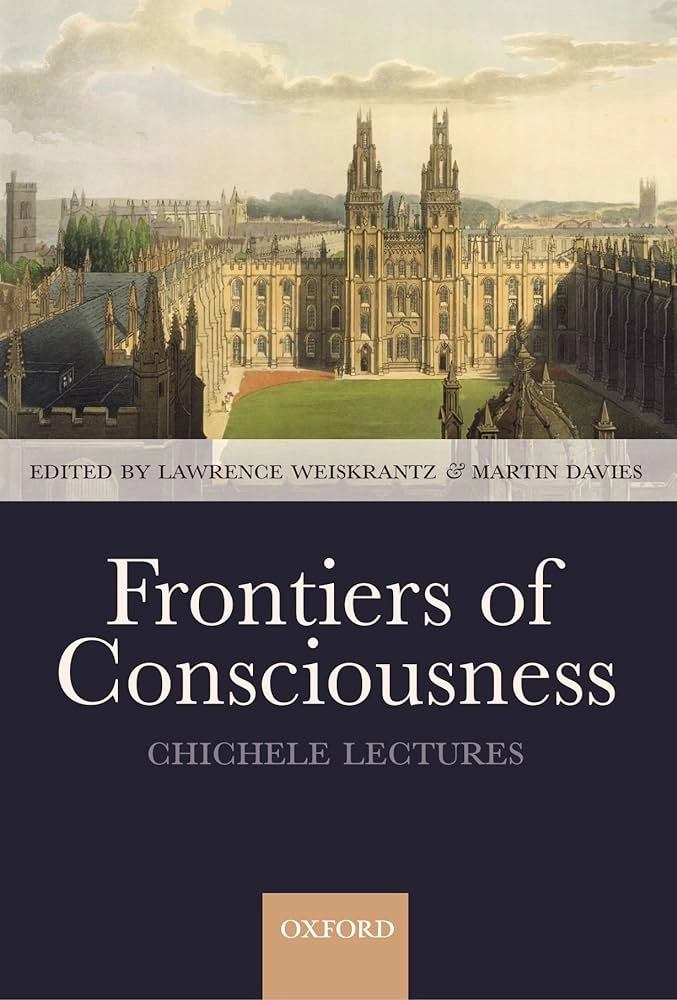 EDITED BY LAWRENCE WEISKRANTZ & MARTIN DAVIES
Frontiers of
Consciousness
CHICHELE LECTURES
OXFORD